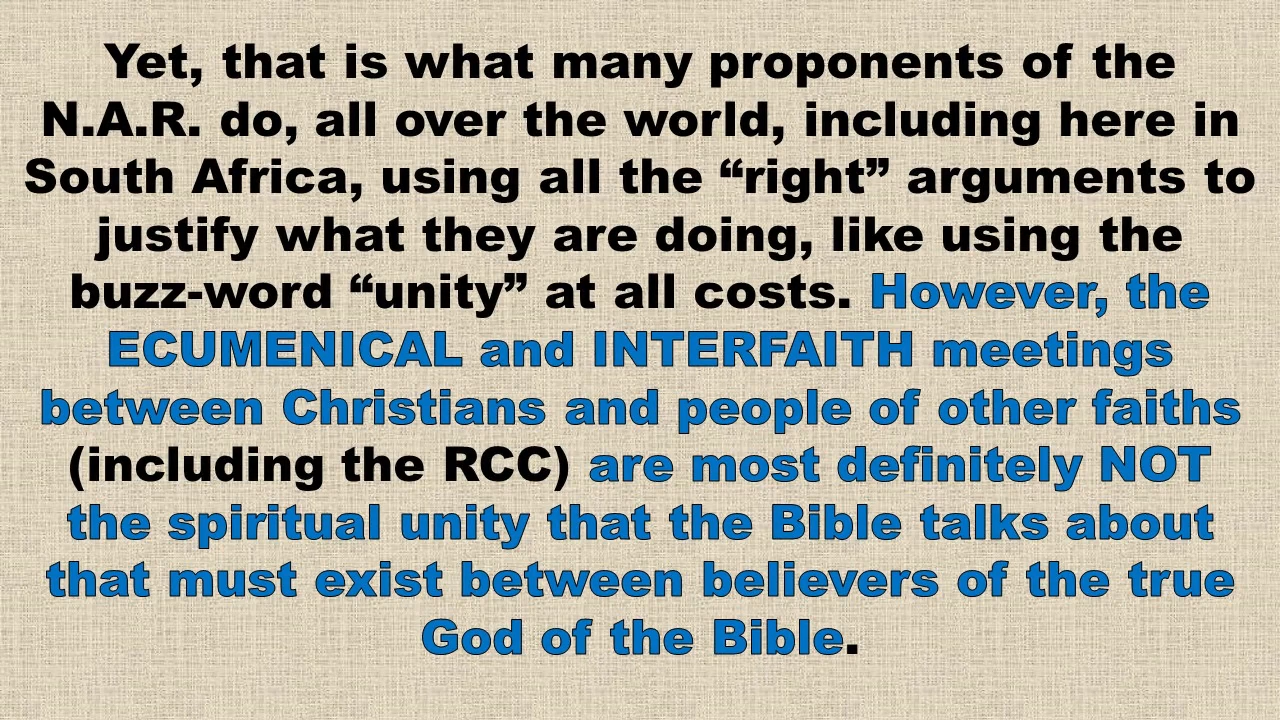 Yet, that is what many proponents of the
N.A.R. do, all over the world, including here in
South Africa, using all the “right” arguments to
justify what they are doing, like using the
buzz-word “unity” at all costs. However, the
ECUMENICAL and INTERFAITH meetings
between Christians and people of other faiths
(including the RCC) are most definitely NOT
the spiritual unity that the Bible talks about
that must exist between believers of the true
God of the Bible.